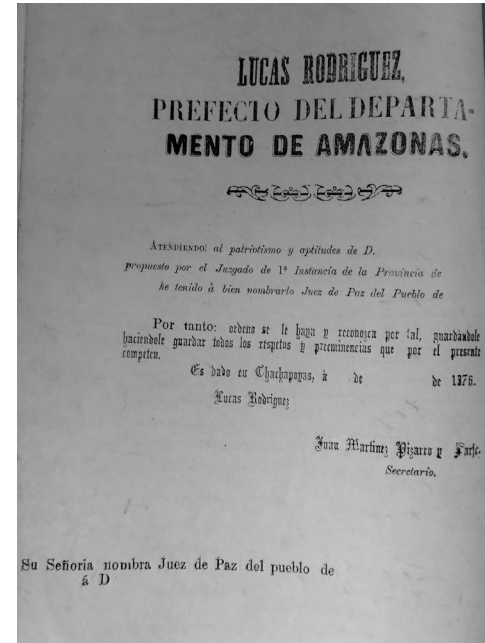 LUCAS RODRIGUEZ,
PREFECTO DEL DEPARTA-
MENTO DE AMAZONAS.
ATENDIENDO: al patriotismo y aptitudes de D.
propuesto por el Juzgado de 1ª Instancia de la Provincia de
he tenido à bien nombrarlo Juez de Paz del Pueblo de
Por tanto: ordeno se le haya y reconozca por tal, guardándole
haciendole guardar todos los respetos y preeminencias que por el presente
competen.
Es dado en Chachapoyas, à de de 1876.
Lucas Rodriguez
Juan Martinez Pizarro y
Secretario.
Su Señoria nombra Juez de Paz del pueblo de
á D